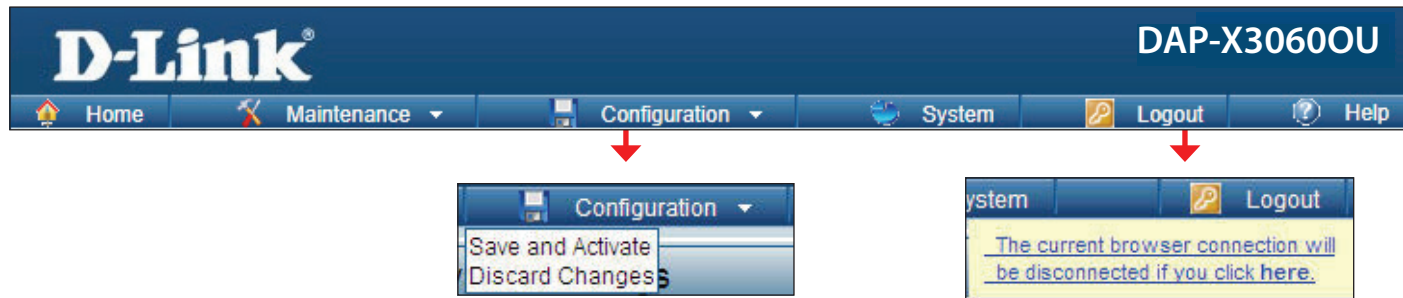 D-Link®
DAP-X3060OU
Home Maintenance Configuration System Logout Help
Configuration
Save and Activate
Discard Changes
ystem Logout
The current browser connection will
be disconnected if you click here.